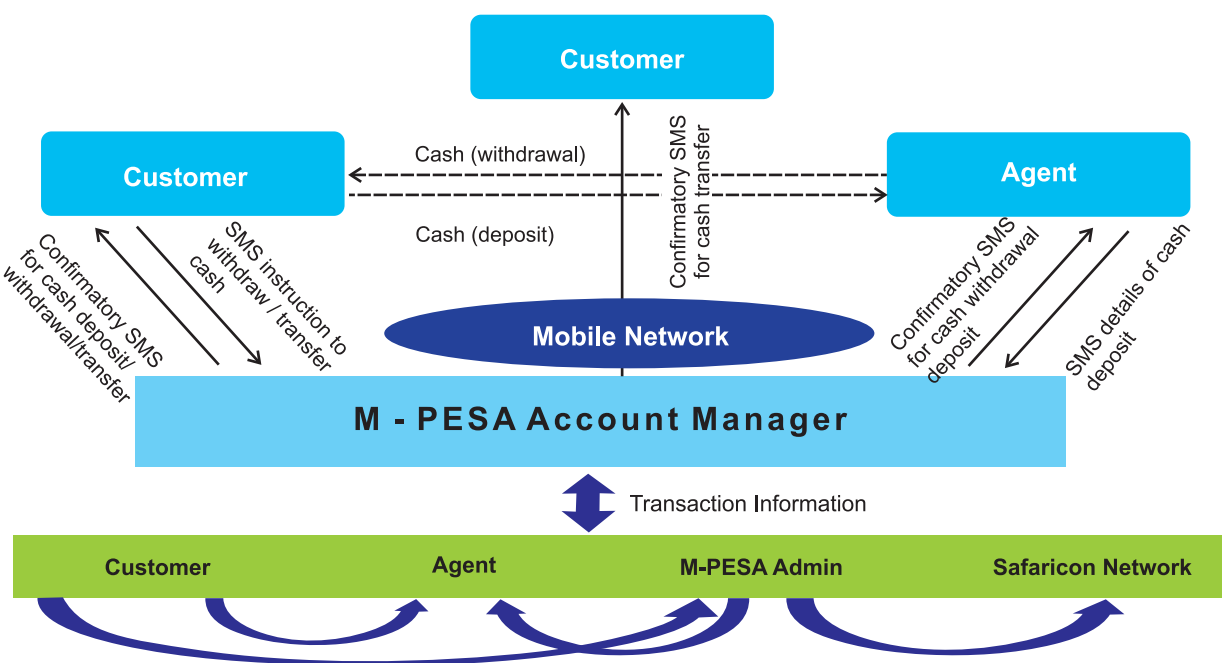 Customer
Customer
Agent
Cash (withdrawal)
Cash (deposit)
Confirmatory SMS
for cash transfer
Confirmatory SMS
for cash deposit/
withdrawal/transfer
SMS instruction to
withdraw / transfer
cash
Confirmatory SMS
for cash withdrawal
deposit
SMS details of cash
deposit
Mobile Network
M - PESA Account Manager
Transaction Information
Customer
Agent
M-PESA Admin
Safaricon Network